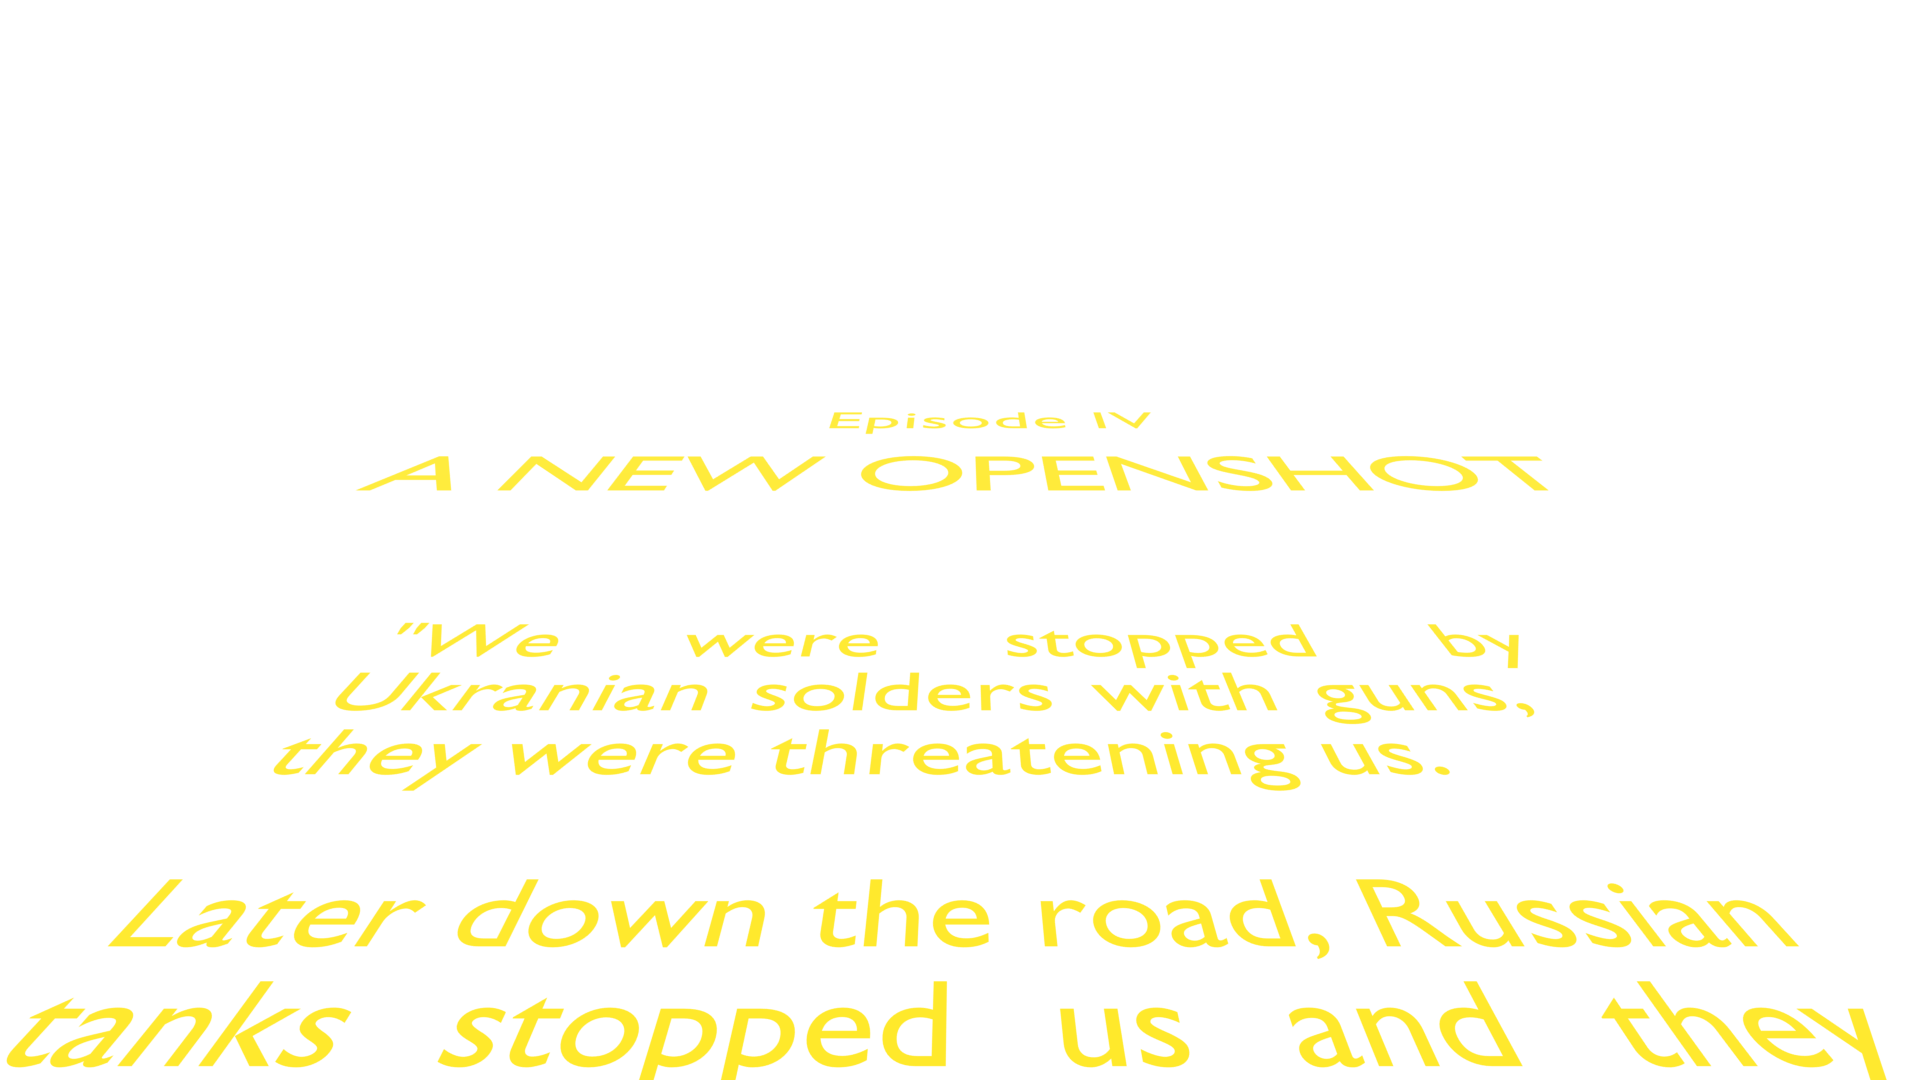 Episode IV
A NEW OPENSHOT
"We were stopped by
Ukranian solders with guns,
they were threatening us.
Later down the road, Russian
tanks stopped us and they